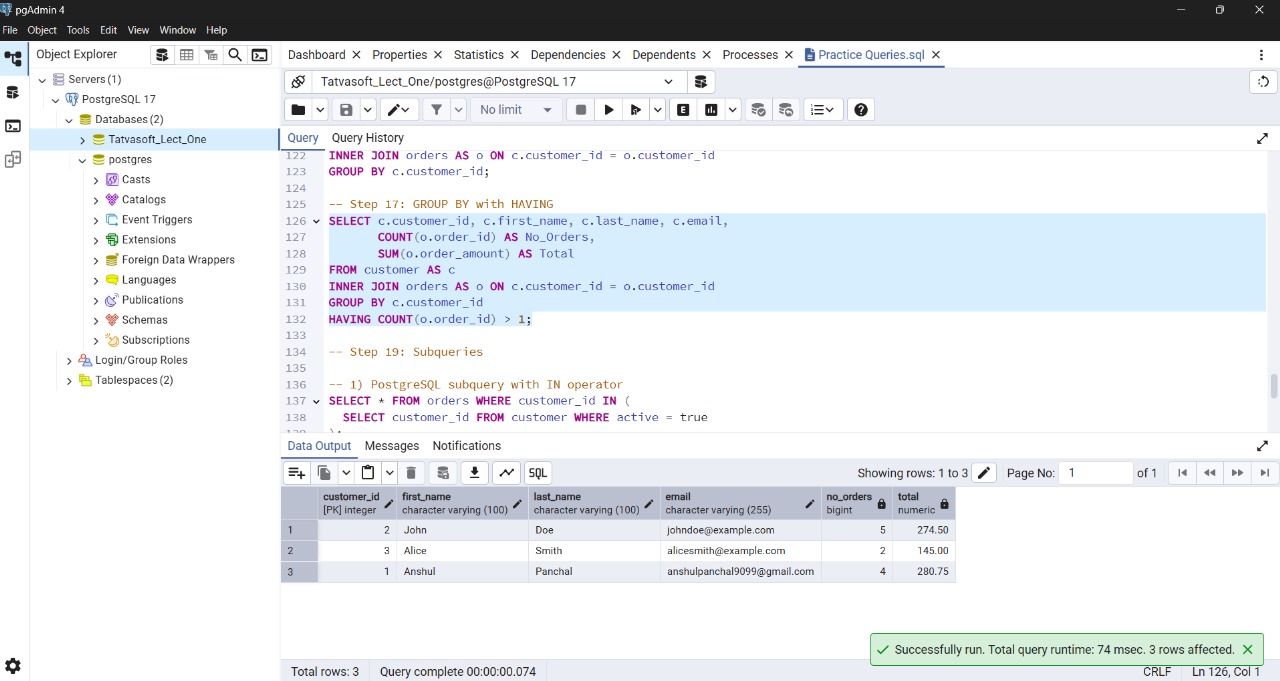 pgAdmin 4
File Object Tools Edit View Window Help
Object Explorer
Dashboard Properties Statistics Dependencies Dependents Processes Practice Queries.sql
Servers (1)
PostgreSQL 17
Databases (2)
Tatvasoft_Lect_One
postgres
Casts
Catalogs
Event Triggers
Extensions
Foreign Data Wrappers
Languages
Publications
Schemas
Subscriptions
Login/Group Roles
Tablespaces (2)
Tatvasoft_Lect_One/postgres@PostgreSQL 17
No limit
E
Query Query History
122 INNER JOIN orders AS o ON c.customer_id = o.customer_id
123 GROUP BY c.customer_id;
124
125 -- Step 17: GROUP BY with HAVING
126 SELECT c.customer_id, c.first_name, c.last_name, c.email,
127 COUNT(o.order_id) AS No_Orders,
128 SUM(o.order_amount) AS Total
129 FROM customer AS c
130 INNER JOIN orders AS o ON c.customer_id = o.customer_id
131 GROUP BY c.customer_id
132 HAVING COUNT(o.order_id) > 1;
133
134 -- Step 19: Subqueries
135
136 -- 1) PostgreSQL subquery with IN operator
137 SELECT * FROM orders WHERE customer_id IN (
138 SELECT customer_id FROM customer WHERE active = true
Data Output Messages Notifications
SQL
Showing rows: 1 to 3 Page No: 1 of 1
customer_id first_name last_name email no_orders total
[PK] integer character varying (100) character varying (100) character varying (255) bigint numeric
1 2 John Doe johndoe@example.com 5 274.50
2 3 Alice Smith alicesmith@example.com 2 145.00
3 1 Anshul Panchal anshulpanchal9099@gmail.com 4 280.75
Successfully run. Total query runtime: 74 msec. 3 rows affected.
Total rows: 3 Query complete 00:00:00.074 CRLF Ln 126, Col 1